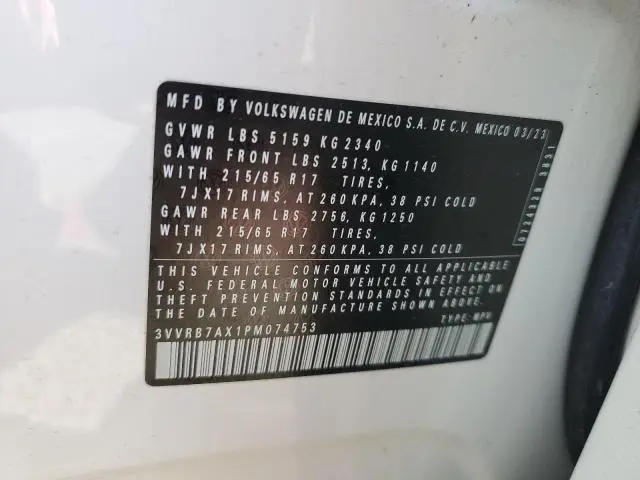 MFD BY VOLKSWAGEN DE MEXICO S.A. DE C.V. MEXICO 03/23
GVWR LBS 5159 KG 2340
GAWR FRONT LBS 2513, KG 1140
WITH 215/65 R17 TIRES,
7JX17 RIMS, AT 260 KPA, 38 PSI COLD
GAWR REAR LBS 2756, KG 1250
WITH 215/65 R17 TIRES,
7JX17 RIMS, AT 260 KPA, 38 PSI COLD
THIS VEHICLE CONFORMS TO ALL APPLICABLE
U.S. FEDERAL MOTOR VEHICLE SAFETY AND
THEFT PREVENTION STANDARDS IN EFFECT ON
THE DATE OF MANUFACTURE SHOWN ABOVE.
TYPE: MPV
3VVRB7AX1PM074753